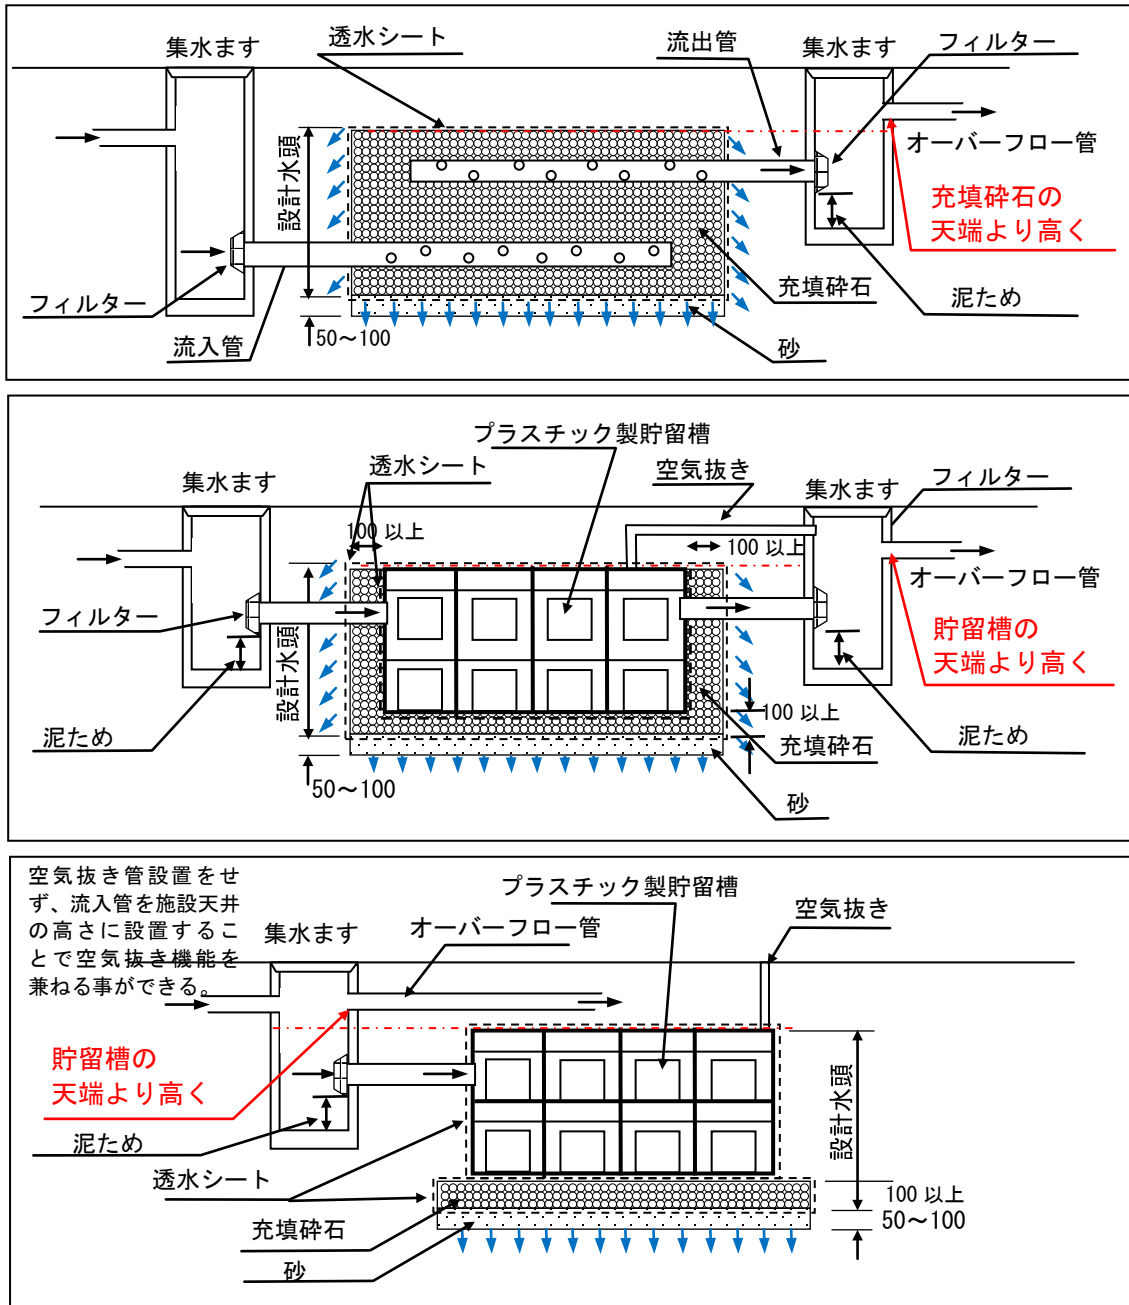 透水シート
流出管
フィルター
集水ます
集水ます
オーバーフロー管
設計水頭
充填砕石の
天端より高く
充填砕石
泥ため
フィルター
流入管
50～100
砂
プラスチック製貯留槽
透水シート
空気抜き
フィルター
集水ます
集水ます
100 以上
100 以上
オーバーフロー管
フィルター
設計水頭
貯留槽の
天端より高く
100 以上
泥ため
充填砕石
泥ため
50～100
砂
空気抜き管設置をせ
ず、流入管を施設天井
の高さに設置するこ
とで空気抜き機能を
兼ねる事ができる。
プラスチック製貯留槽
空気抜き
集水ます
オーバーフロー管
貯留槽の
天端より高く
設計水頭
泥ため
透水シート
100 以上
50～100
充填砕石
砂